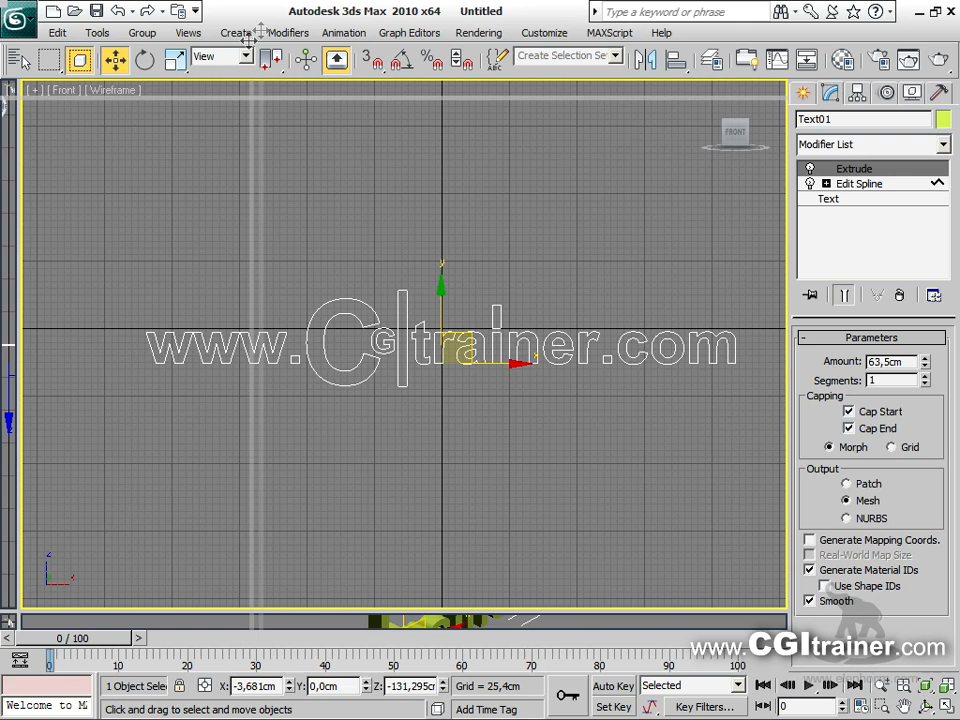 Autodesk 3ds Max 2010 x64 Untitled
Type a keyword or phrase
Edit Tools Group Views Create Modifiers Animation Graph Editors Rendering Customize MAXScript Help
View
3
Create Selection Se
ABC
[ + ] [ Front ] [ Wireframe ]
FRONT
Text01
Modifier List
Extrude
Edit Spline
Text
y
www.CGItrainer.com
x
z
x
Parameters
Amount: 63,5cm
Segments: 1
Capping
Cap Start
Cap End
Morph Grid
Output
Patch
Mesh
NURBS
Generate Mapping Coords.
Real-World Map Size
Generate Material IDs
Use Shape IDs
Smooth
www.CGItrainer.com
< 0 / 100 >
0 10 20 30 40 50 60 70 80 90 100
1 Object Sele X: -3,681cm Y: 0,0cm Z: -131,295cm Grid = 25,4cm Auto Key Selected
Welcome to MA Click and drag to select and move objects Add Time Tag Set Key Key Filters... 0